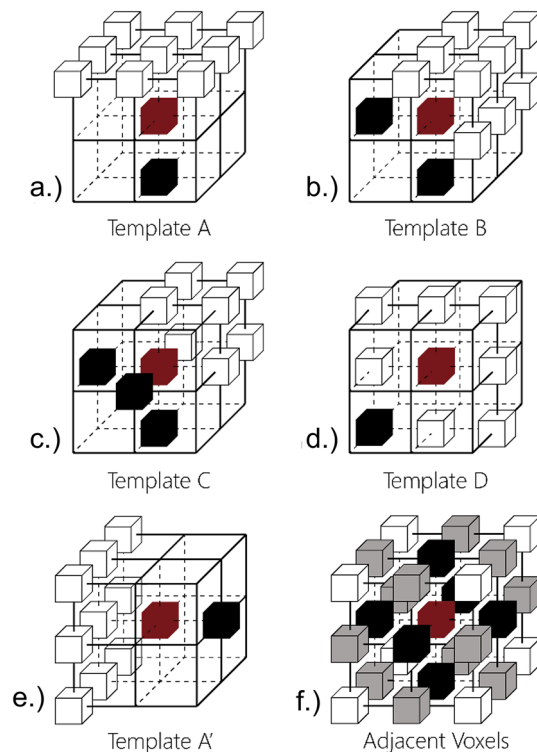 a.)
b.)
Template A
Template B
c.)
d.)
Template C
Template D
e.)
f.)
Template A'
Adjacent Voxels